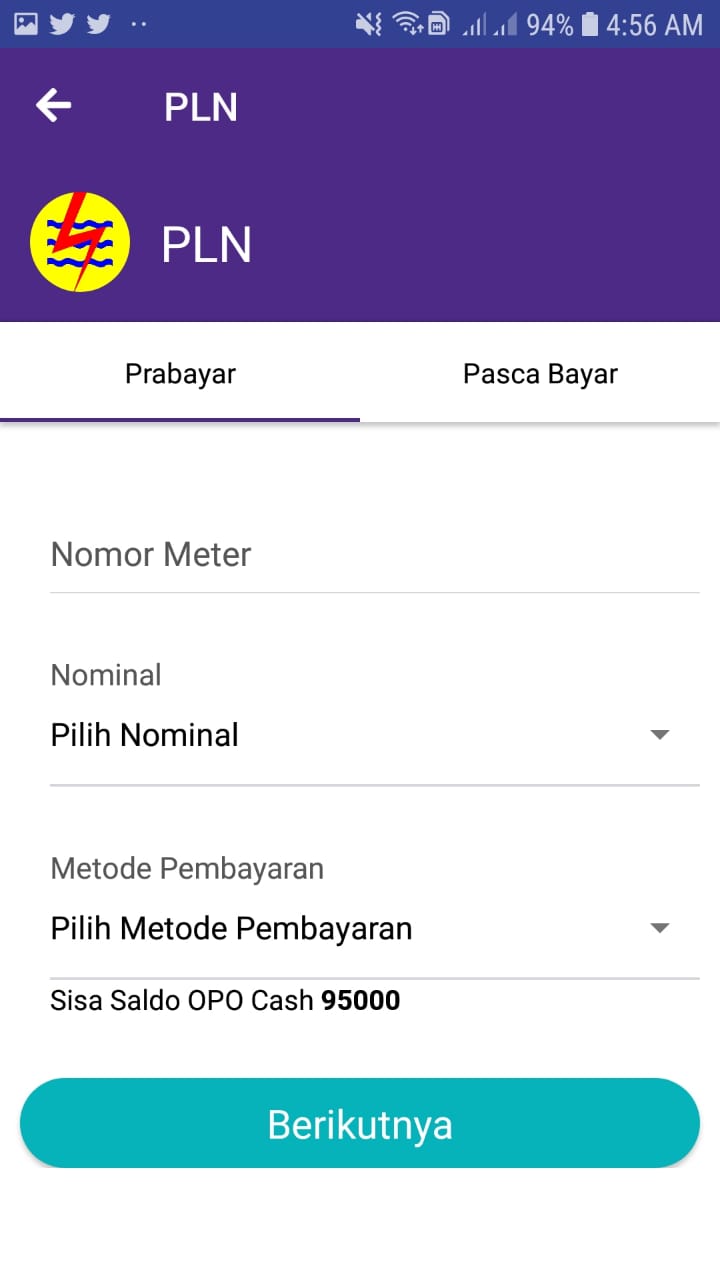 94% 4:56 AM
PLN
PLN
Prabayar Pasca Bayar
Nomor Meter
Nominal
Pilih Nominal
Metode Pembayaran
Pilih Metode Pembayaran
Sisa Saldo OPO Cash 95000
Berikutnya